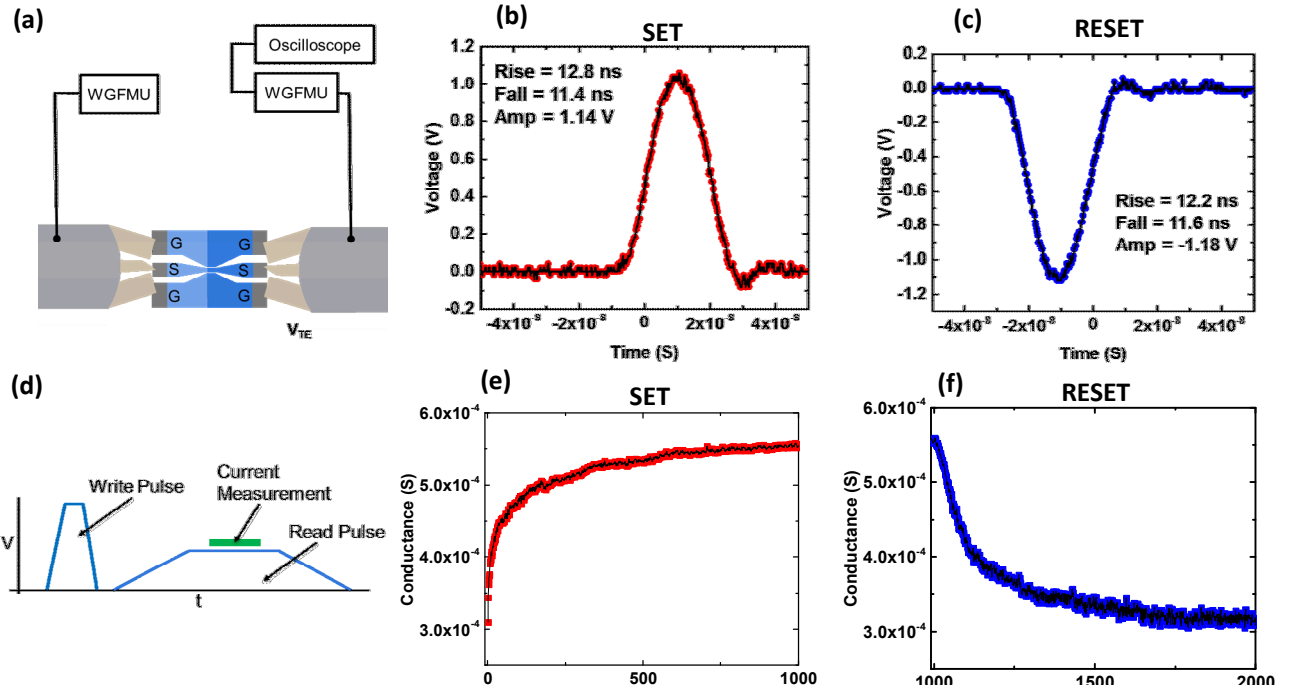 (a)
Oscilloscope
WGFMU
WGFMU
G
G
S
S
G
G
V_TE
(b)
SET
1.2
1.0
0.8
0.6
0.4
0.2
0.0
-0.2
Voltage (V)
Rise = 12.8 ns
Fall = 11.4 ns
Amp = 1.14 V
-4x10⁻⁸
-2x10⁻⁸
0
2x10⁻⁸
4x10⁻⁸
Time (S)
(c)
RESET
0.2
0.0
-0.2
-0.4
-0.6
-0.8
-1.0
-1.2
Voltage (V)
Rise = 12.2 ns
Fall = 11.6 ns
Amp = -1.18 V
-4x10⁻⁸
-2x10⁻⁸
0
2x10⁻⁸
4x10⁻⁸
Time (S)
(d)
Write Pulse
Current
Measurement
Read Pulse
V
t
(e)
SET
6.0x10⁻⁴
5.0x10⁻⁴
4.0x10⁻⁴
3.0x10⁻⁴
Conductance (S)
0
500
1000
(f)
RESET
6.0x10⁻⁴
5.0x10⁻⁴
4.0x10⁻⁴
3.0x10⁻⁴
Conductance (S)
1000
1500
2000